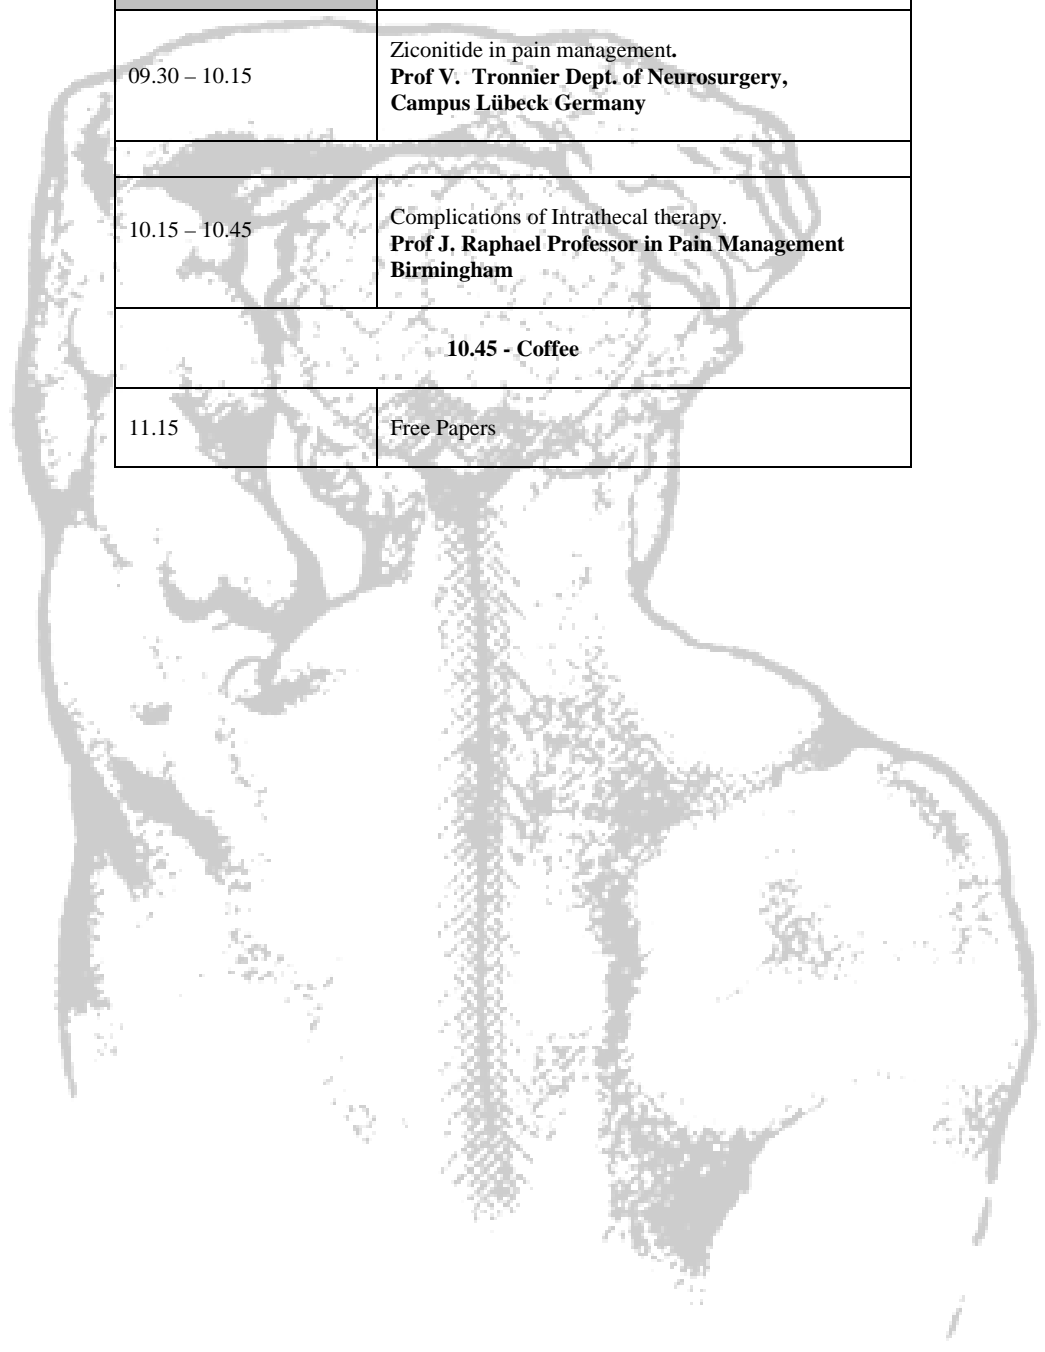 09.30 – 10.15
Ziconitide in pain management.
Prof V.  Tronnier Dept. of Neurosurgery,
Campus Lübeck Germany
10.15 – 10.45
Complications of Intrathecal therapy.
Prof J. Raphael Professor in Pain Management
Birmingham
10.45 - Coffee
11.15
Free Papers